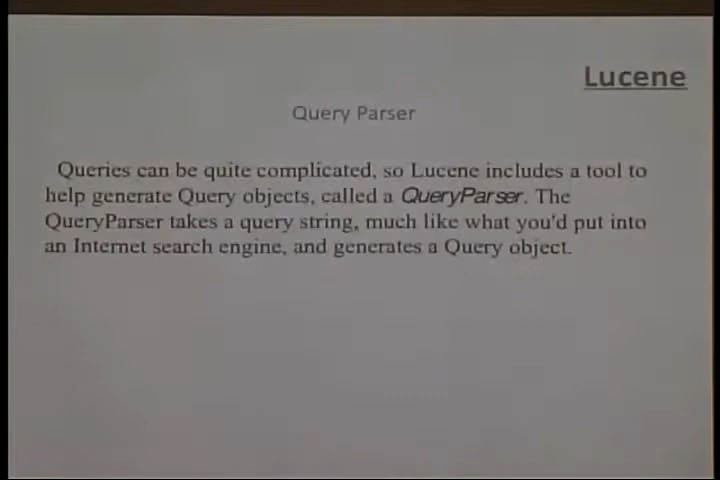 Lucene
Query Parser
Queries can be quite complicated, so Lucene includes a tool to
help generate Query objects, called a QueryParser. The
QueryParser takes a query string, much like what you'd put into
an Internet search engine, and generates a Query object.